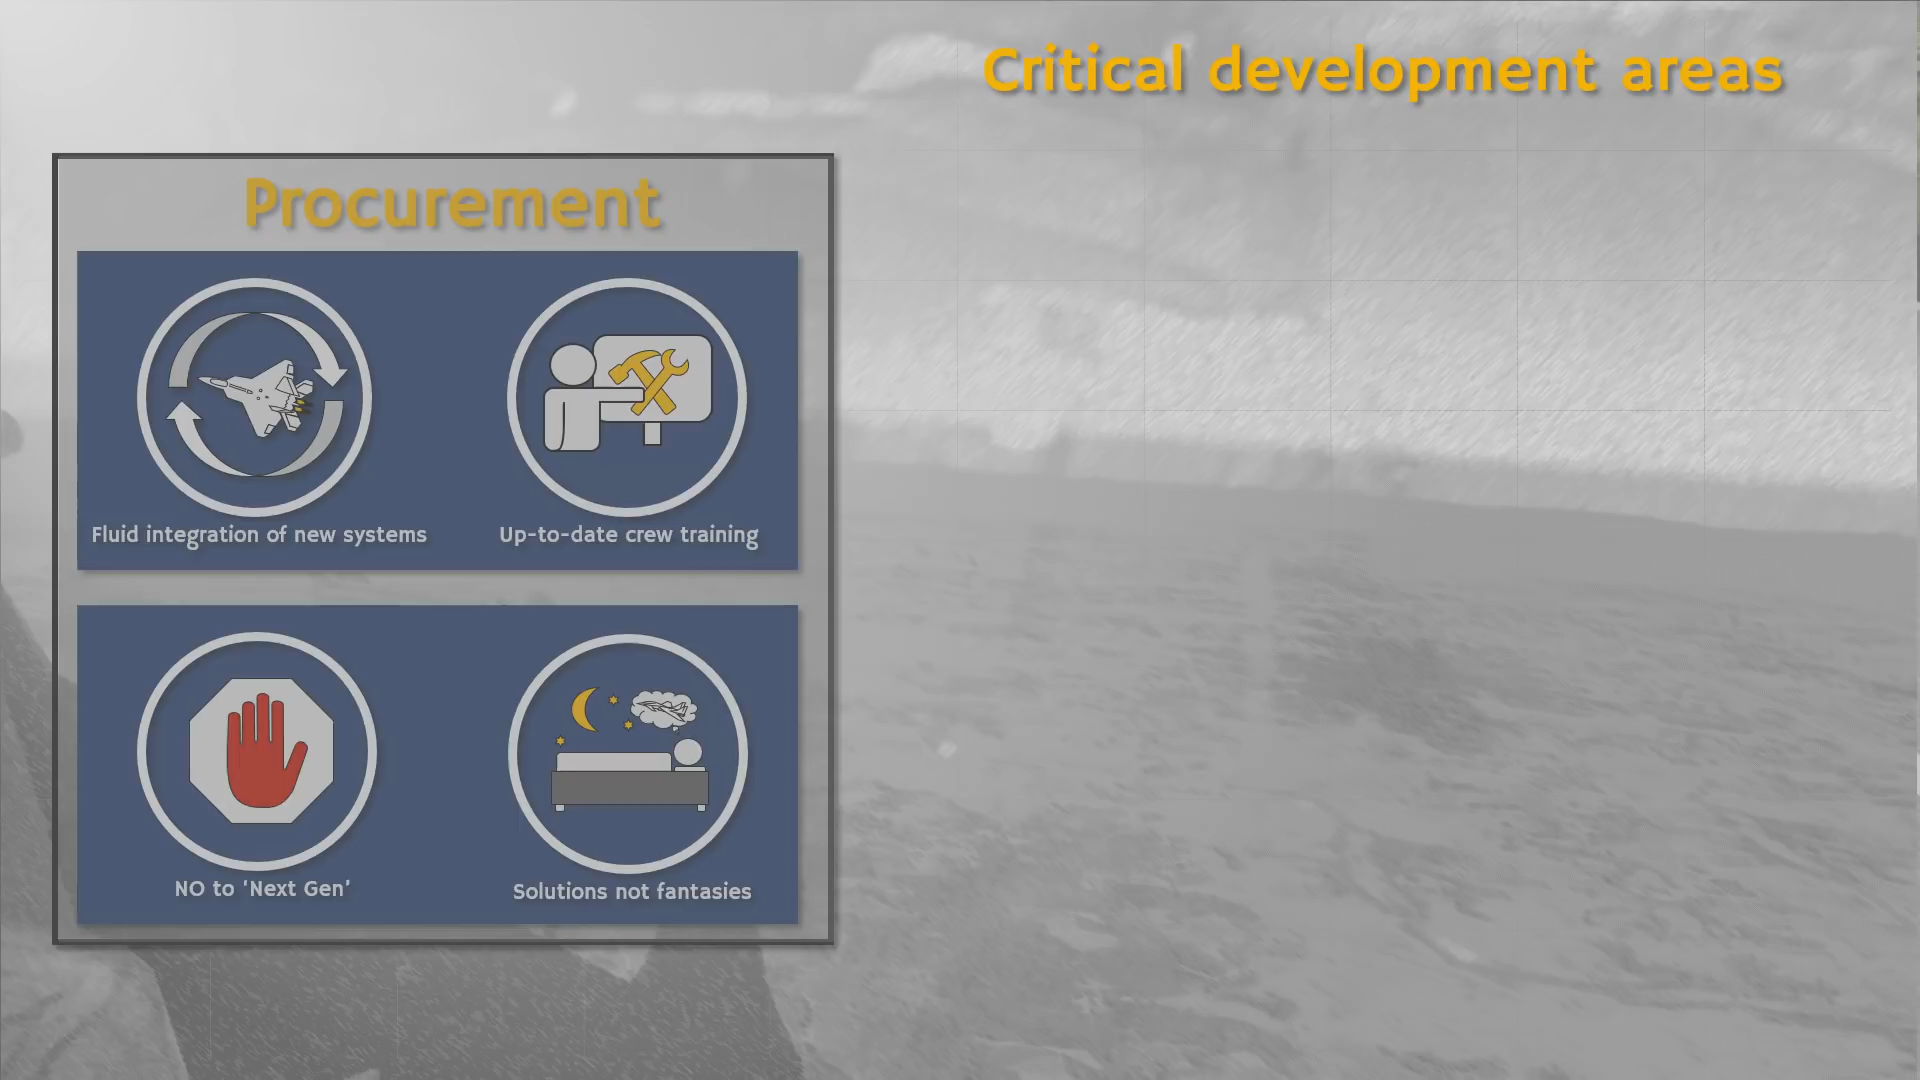 Critical development areas
Procurement
Fluid integration of new systems
Up-to-date crew training
NO to 'Next Gen'
Solutions not fantasies